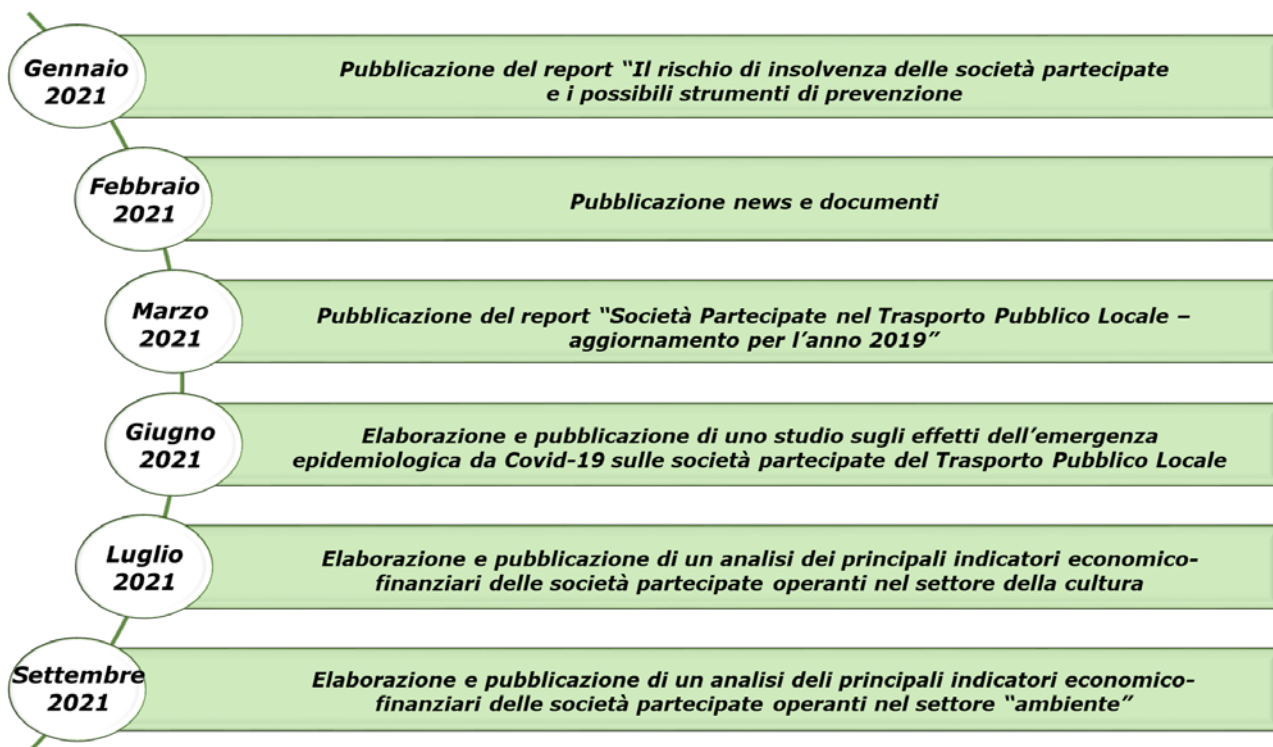 Gennaio
2021
Pubblicazione del report “Il rischio di insolvenza delle società partecipate
e i possibili strumenti di prevenzione
Febbraio
2021
Pubblicazione news e documenti
Marzo
2021
Pubblicazione del report “Società Partecipate nel Trasporto Pubblico Locale –
aggiornamento per l’anno 2019”
Giugno
2021
Elaborazione e pubblicazione di uno studio sugli effetti dell’emergenza
epidemiologica da Covid-19 sulle società partecipate del Trasporto Pubblico Locale
Luglio
2021
Elaborazione e pubblicazione di un analisi dei principali indicatori economico-
finanziari delle società partecipate operanti nel settore della cultura
Settembre
2021
Elaborazione e pubblicazione di un analisi deli principali indicatori economico-
finanziari delle società partecipate operanti nel settore “ambiente”